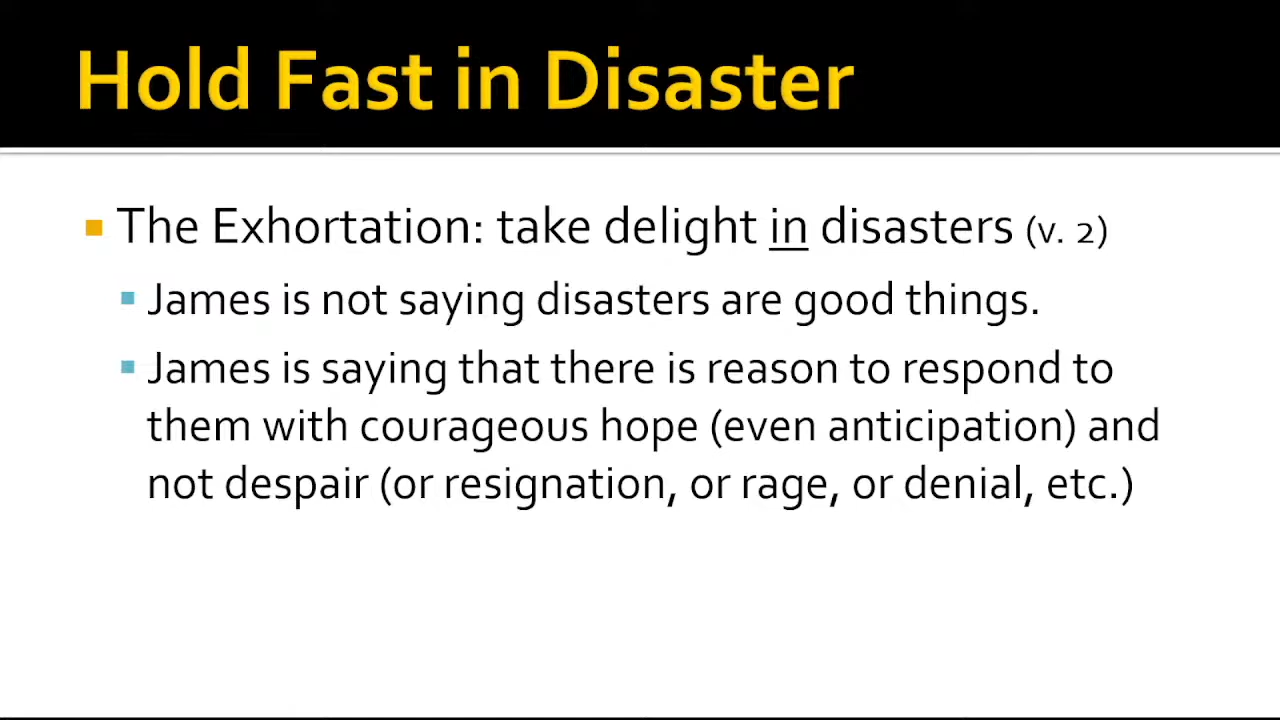 Hold Fast in Disaster
The Exhortation: take delight in disasters (v. 2)
James is not saying disasters are good things.
James is saying that there is reason to respond to
them with courageous hope (even anticipation) and
not despair (or resignation, or rage, or denial, etc.)